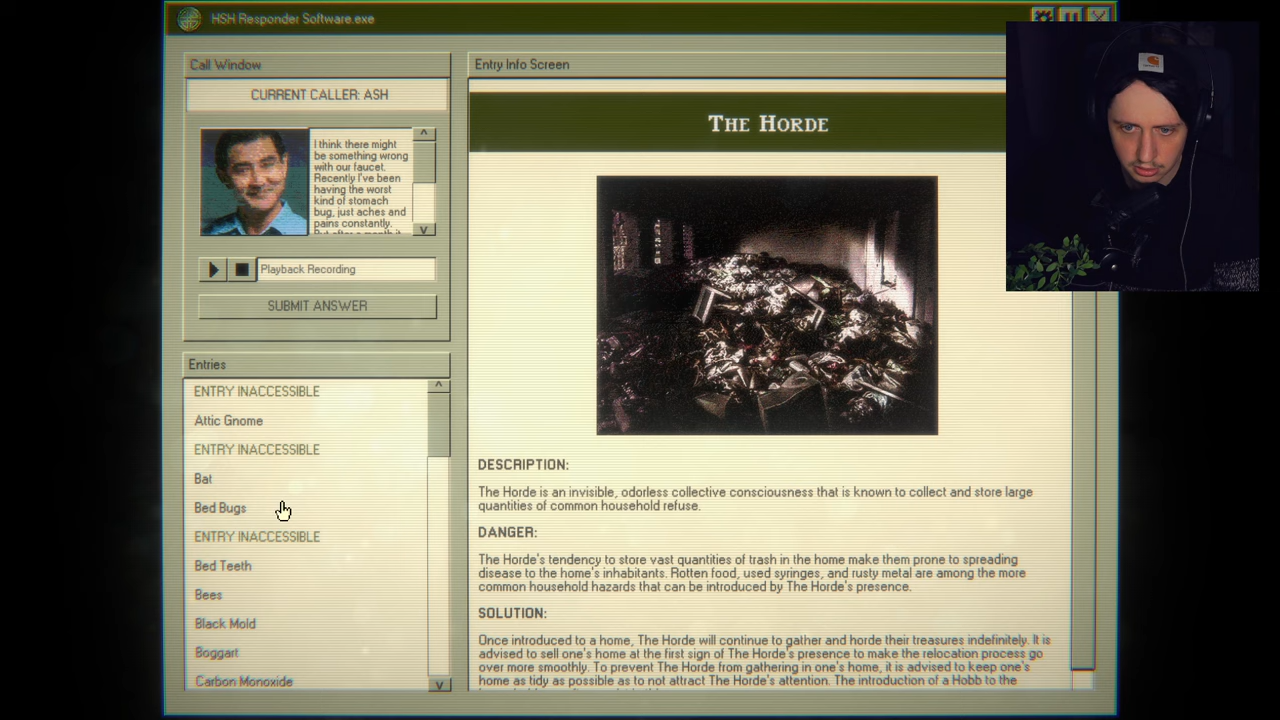 HSH Responder Software.exe
Call Window
CURRENT CALLER: ASH
I think there might
be something wrong
with our faucet.
Recently I've been
having the worst
kind of stomach
bug, just aches and
pains constantly.
But after a month it
Playback Recording
SUBMIT ANSWER
Entries
ENTRY INACCESSIBLE
Attic Gnome
ENTRY INACCESSIBLE
Bat
Bed Bugs
ENTRY INACCESSIBLE
Bed Teeth
Bees
Black Mold
Boggart
Carbon Monoxide
Entry Info Screen
THE HORDE
DESCRIPTION:
The Horde is an invisible, odorless collective consciousness that is known to collect and store large
quantities of common household refuse.
DANGER:
The Horde's tendency to store vast quantities of trash in the home make them prone to spreading
disease to the home's inhabitants. Rotten food, used syringes, and rusty metal are among the more
common household hazards that can be introduced by The Horde's presence.
SOLUTION:
Once introduced to a home, The Horde will continue to gather and horde their treasures indefinitely. It is
advised to sell one's home at the first sign of The Horde's presence to make the relocation process go
over more smoothly. To prevent The Horde from gathering in one's home, it is advised to keep one's
home as tidy as possible as to not attract The Horde's attention. The introduction of a Hobb to the